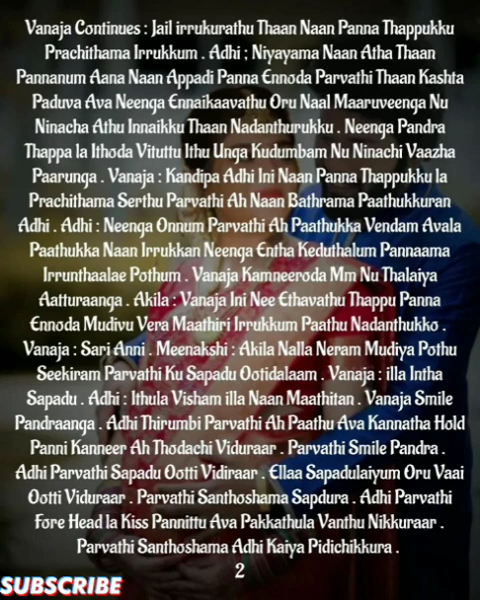 Vanaja Continues : Jail irrukurathu Thaan Naan Panna Thappukku
Prachithama Irrukkum . Adhi ; Niyayama Naan Atha Thaan
Pannanum Aana Naan Appadi Panna Ennoda Parvathi Thaan Kashta
Paduva Ava Neenga Ennaikaavathu Oru Naal Maaruveenga Nu
Ninacha Athu Innaikku Thaan Nadanthurukku . Neenga Pandra
Thappa la Ithoda Vituttu Ithu Unga Kudumbam Nu Ninachi Vaazha
Paarunga . Vanaja : Kandipa Adhi Ini Naan Panna Thappukku la
Prachithama Serthu Parvathi Ah Naan Bathrama Paathukkuran
Adhi . Adhi : Neenga Onnum Parvathi Ah Paathukka Vendam Avala
Paathukka Naan Irrukkan Neenga Entha Keduthalum Pannaama
Irrunthaalae Pothum . Vanaja Kamneeroda Mm Nu Thalaiya
Aatturaanga . Akila : Vanaja Ini Nee Ethavathu Thappu Panna
Ennoda Mudivu Vera Maathiri Irrukkum Paathu Nadanthukko .
Vanaja : Sari Anni . Meenakshi : Akila Nalla Neram Mudiya Pothu
Seekiram Parvathi Ku Sapadu Ootidalaam . Vanaja : illa Intha
Sapadu . Adhi : Ithula Visham illa Naan Maathitan . Vanaja Smile
Pandraanga . Adhi Thirumbi Parvathi Ah Paathu Ava Kannatha Hold
Panni Kanneer Ah Thodachi Viduraar . Parvathi Smile Pandra .
Adhi Parvathi Sapadu Ootti Vidiraar . Ellaa Sapadulaiyum Oru Vaai
Ootti Viduraar . Parvathi Santhoshama Sapdura . Adhi Parvathi
Fore Head la Kiss Pannittu Ava Pakkathula Vanthu Nikkuraar .
Parvathi Santhoshama Adhi Kaiya Pidichikkura .
2
SUBSCRIBE